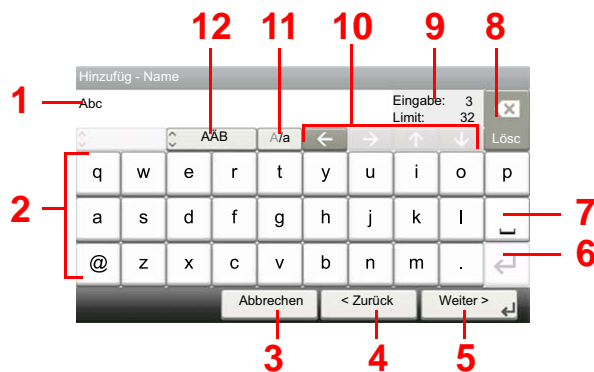 12 11 10 9 8
Hinzufüg - Name
1 Abc Eingabe: 3
Limit: 32
AÄB A/a ← → ↑ ↓ Lösc
q w e r t y u i o p
2 a s d f g h j k l 7
@ z x c v b n m . 6
Abbrechen < Zurück Weiter >
3 4 5